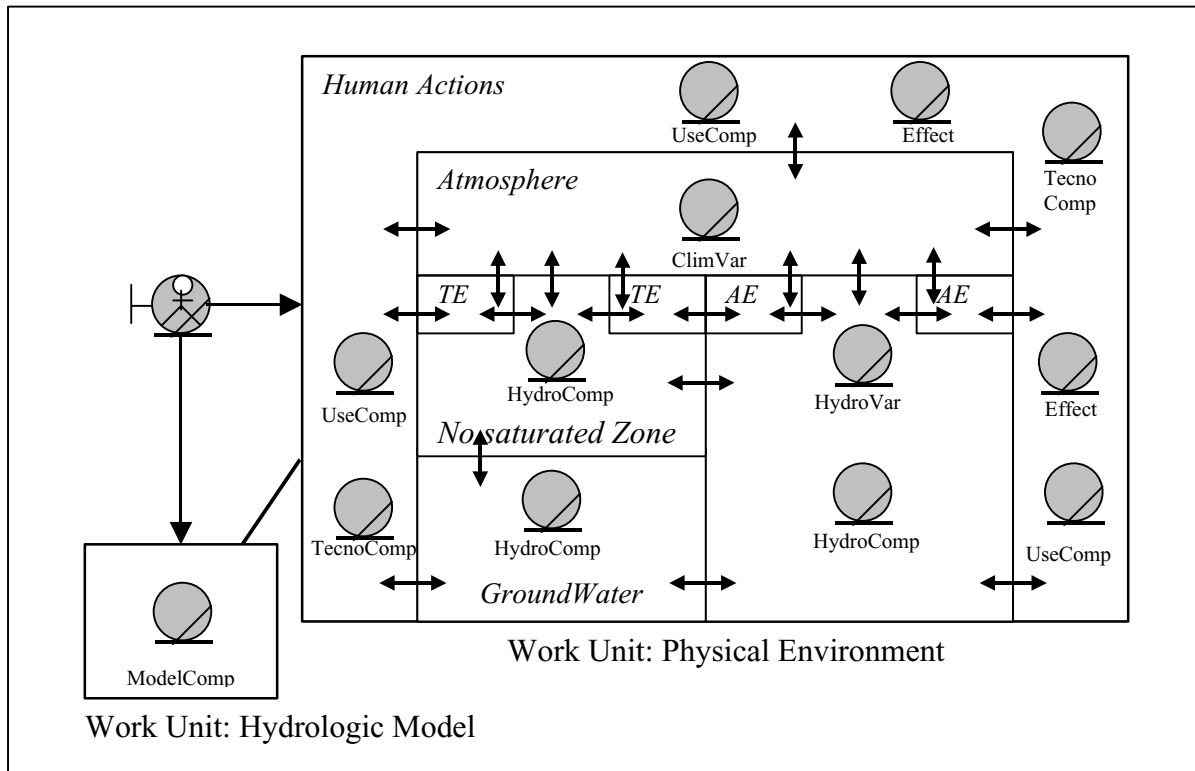 Human Actions
UseComp
Effect
Tecno
Comp
Atmosphere
ClimVar
TE
TE
AE
AE
UseComp
HydroComp
HydroVar
Effect
No saturated Zone
TecnoComp
HydroComp
HydroComp
UseComp
GroundWater
Work Unit: Physical Environment
ModelComp
Work Unit: Hydrologic Model